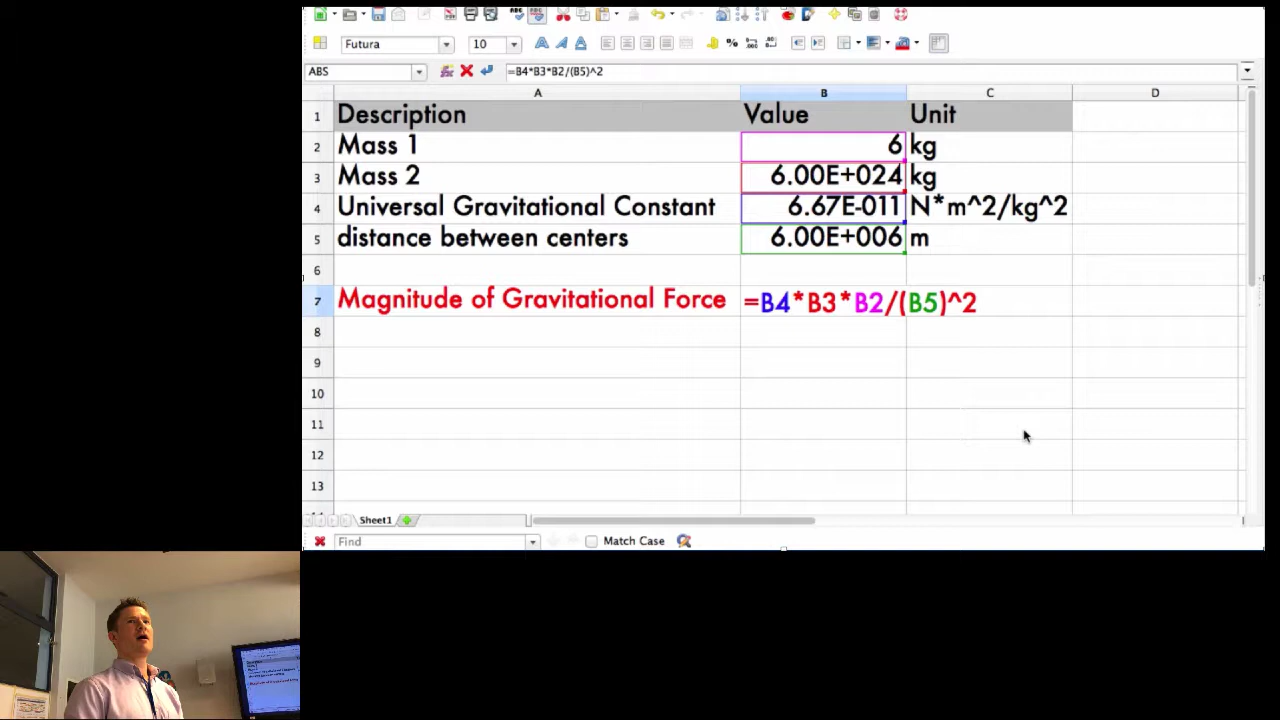 Futura 10
ABS =B4*B3*B2/(B5)^2
A B C D
1 Description Value Unit
2 Mass 1 6 kg
3 Mass 2 6.00E+024 kg
4 Universal Gravitational Constant 6.67E-011 N*m^2/kg^2
5 distance between centers 6.00E+006 m
6
7 Magnitude of Gravitational Force =B4*B3*B2/(B5)^2
8
9
10
11
12
13
Sheet1
Find Match Case